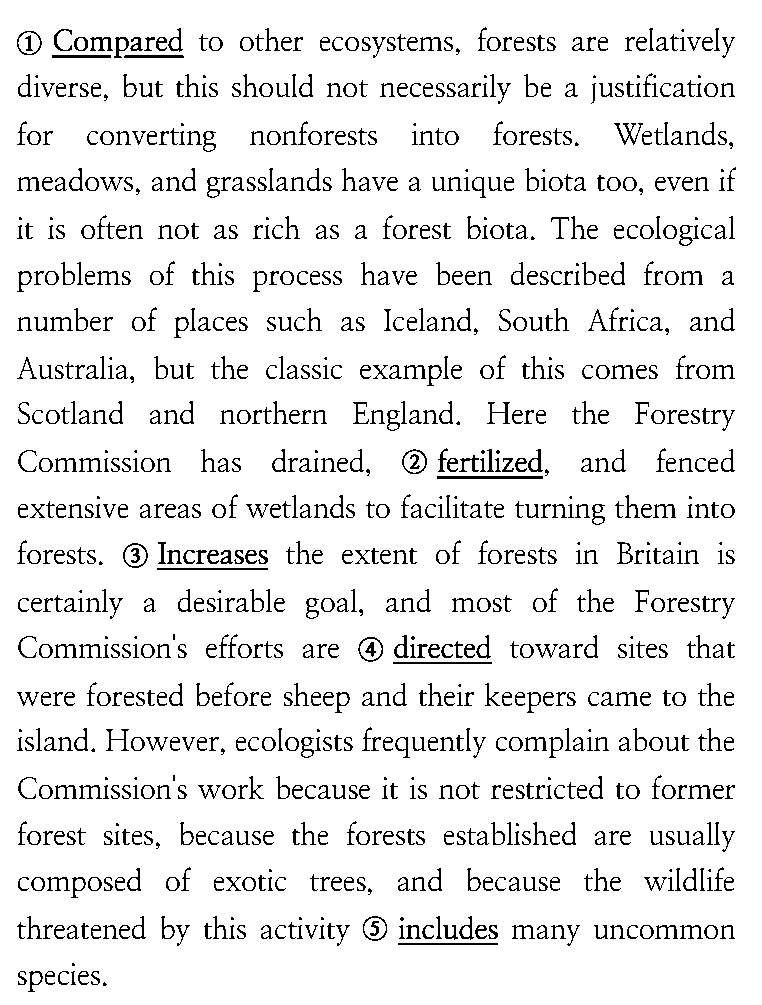 ① Compared to other ecosystems, forests are relatively
diverse, but this should not necessarily be a justification
for converting nonforests into forests. Wetlands,
meadows, and grasslands have a unique biota too, even if
it is often not as rich as a forest biota. The ecological
problems of this process have been described from a
number of places such as Iceland, South Africa, and
Australia, but the classic example of this comes from
Scotland and northern England. Here the Forestry
Commission has drained, ② fertilized, and fenced
extensive areas of wetlands to facilitate turning them into
forests. ③ Increases the extent of forests in Britain is
certainly a desirable goal, and most of the Forestry
Commission's efforts are ④ directed toward sites that
were forested before sheep and their keepers came to the
island. However, ecologists frequently complain about the
Commission's work because it is not restricted to former
forest sites, because the forests established are usually
composed of exotic trees, and because the wildlife
threatened by this activity ⑤ includes many uncommon
species.